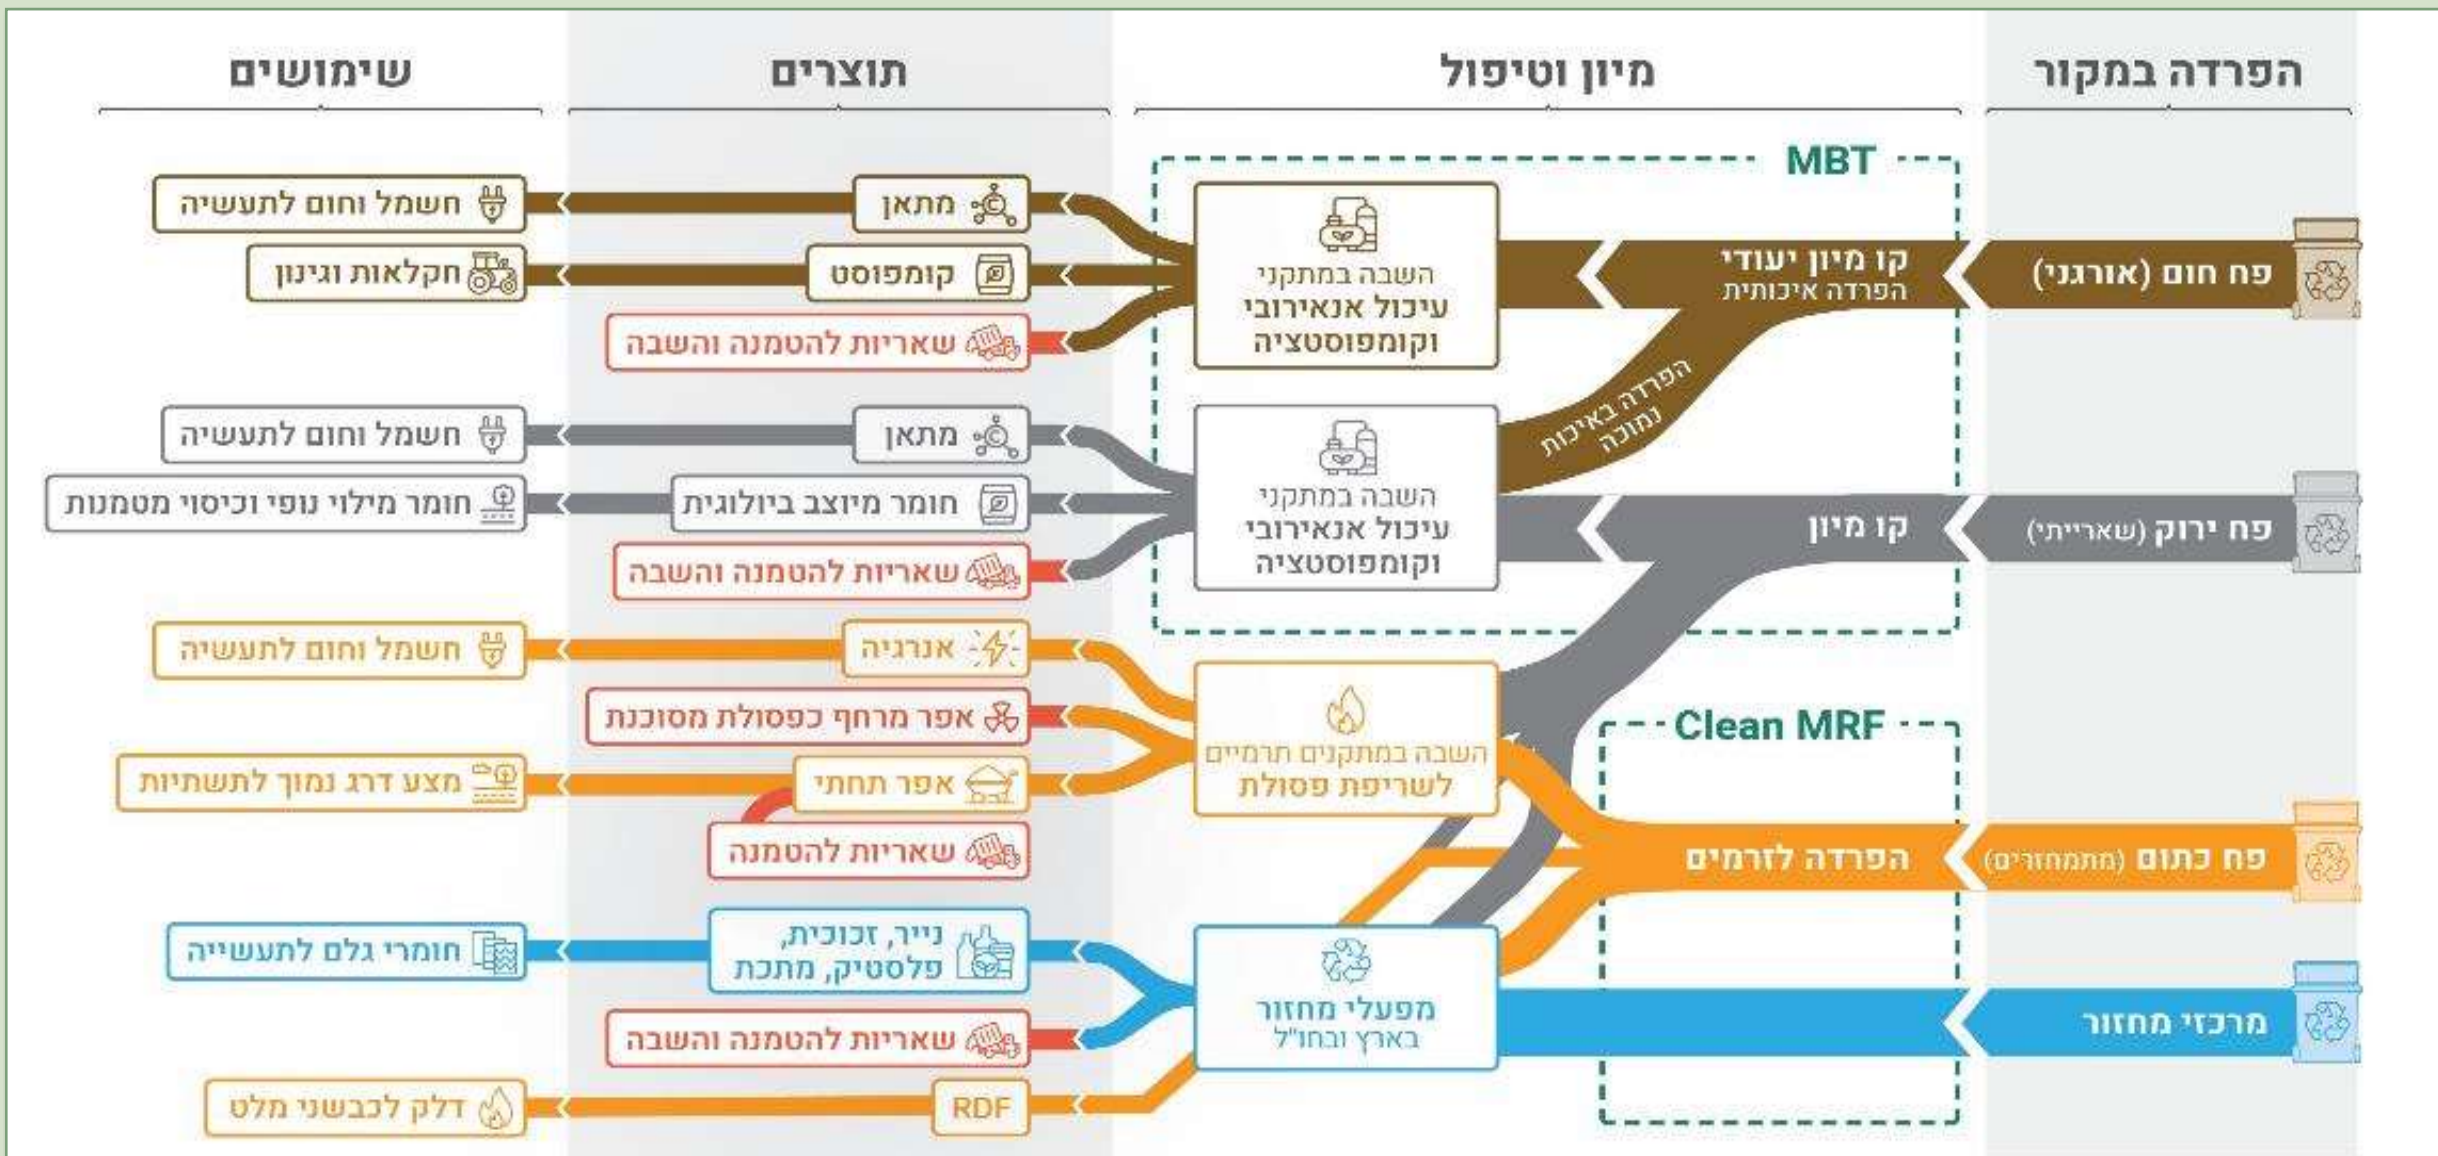 הפרדה במקור
מיון וטיפול
תוצרים
שימושים
MBT
פח חום (אורגני)
קו מיון יעודי
הפרדה איכותית
הפרדה באיכות
נמוכה
השבה במתקני
עיכול אנאירובי
וקומפוסטציה
מתאן
חשמל וחום לתעשיה
קומפוסט
חקלאות וגינון
שאריות להטמנה והשבה
פח ירוק (שארייתי)
קו מיון
השבה במתקני
עיכול אנאירובי
וקומפוסטציה
מתאן
חשמל וחום לתעשיה
חומר מיוצב ביולוגית
חומר מילוי נופי וכיסוי מטמנות
שאריות להטמנה והשבה
Clean MRF
פח כתום (מתמחזרים)
הפרדה לזרמים
השבה במתקנים תרמיים
לשריפת פסולת
אנרגיה
חשמל וחום לתעשיה
אפר מרחף כפסולת מסוכנת
אפר תחתי
מצע דרג נמוך לתשתיות
שאריות להטמנה
מרכזי מחזור
מפעלי מחזור
בארץ ובחו"ל
נייר, זכוכית,
פלסטיק, מתכת
חומרי גלם לתעשייה
שאריות להטמנה והשבה
RDF
דלק לכבשני מלט